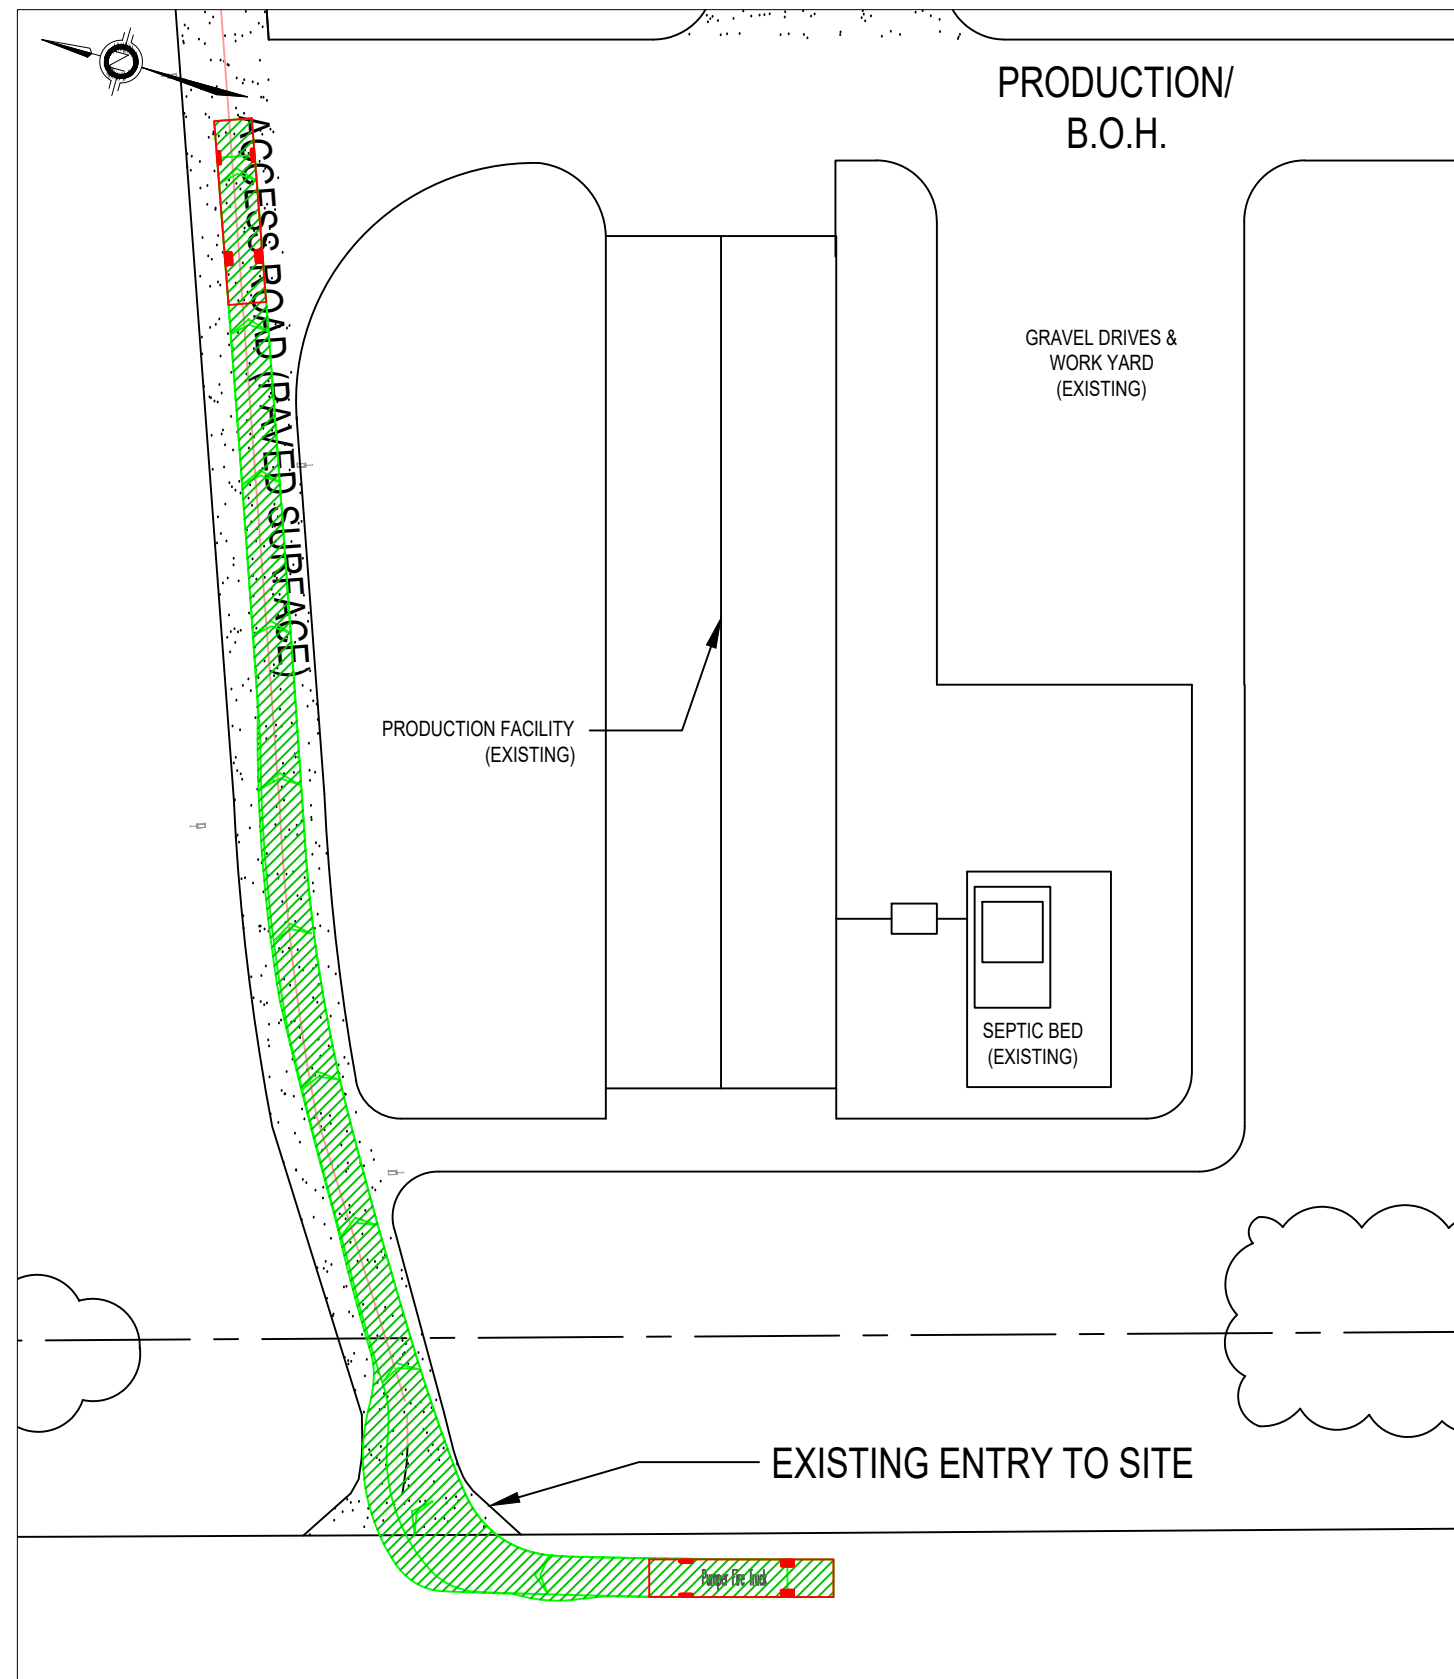 PRODUCTION/
B.O.H.
ACCESS ROAD (PAVED SURFACE)
GRAVEL DRIVES &
WORK YARD
(EXISTING)
PRODUCTION FACILITY
(EXISTING)
SEPTIC BED
(EXISTING)
EXISTING ENTRY TO SITE
Pumper Fire Truck